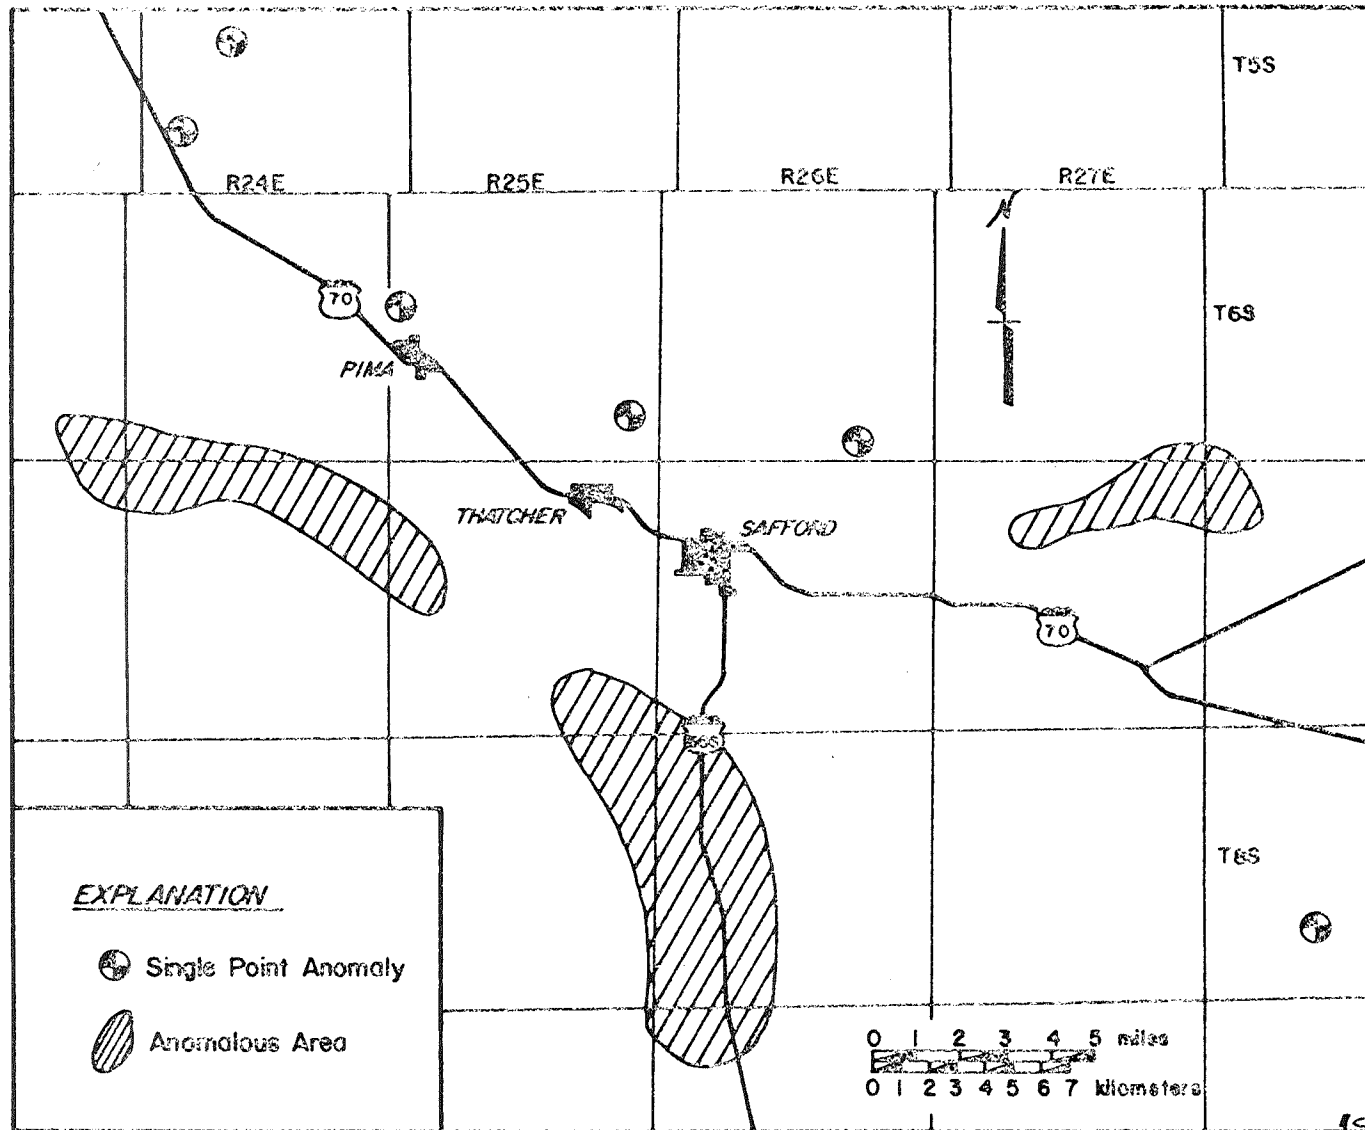 T5S
R24E
R25E
R26E
R27E
N
70
T6S
PIMA
THATCHER
SAFFORD
70
T8S
EXPLANATION
Single Point Anomaly
Anomalous Area
0 1 2 3 4 5 miles
0 1 2 3 4 5 6 7 kilometers